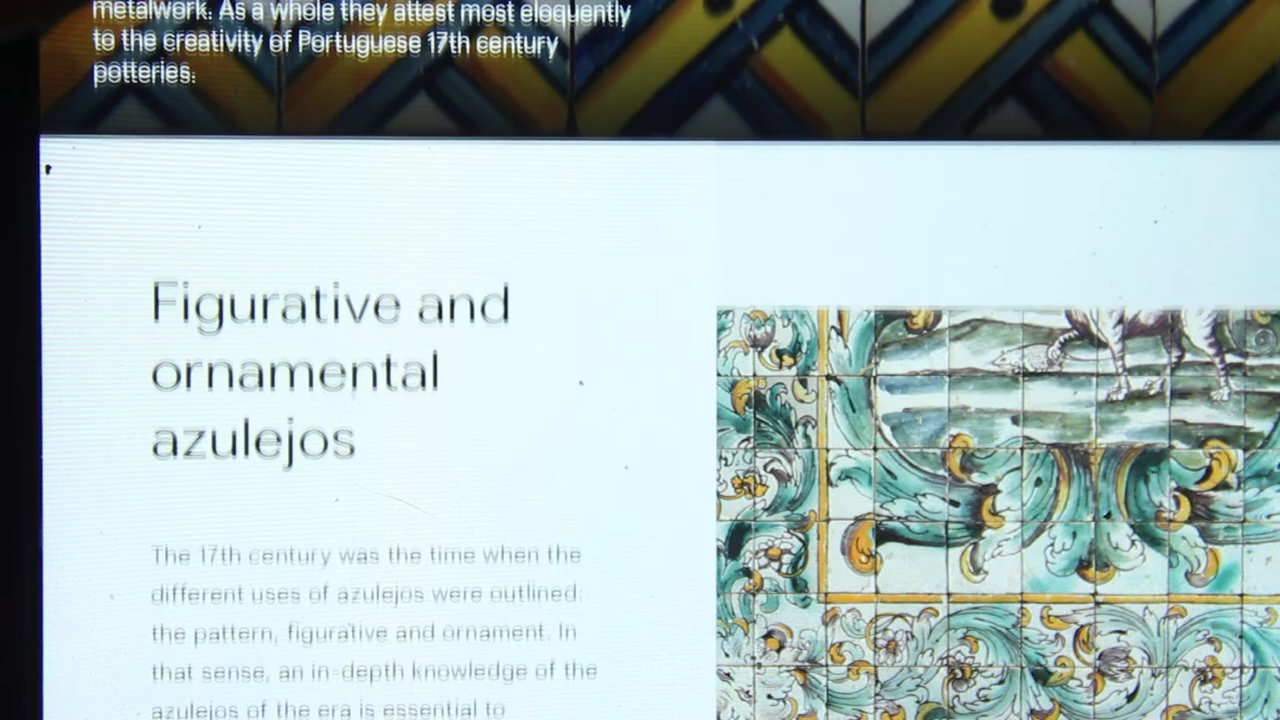 metalwork. As a whole they attest most eloquently
to the creativity of Portuguese 17th century
potteries.
Figurative and
ornamental
azulejos
The 17th century was the time when the
different uses of azulejos were outlined:
the pattern, figurative and ornament. In
that sense, an in-depth knowledge of the
azulejos of the era is essential to